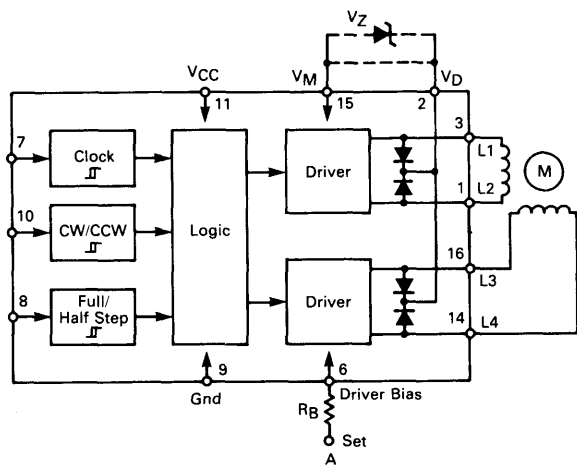 VZ
VCC
VM
VD
11
15
2
7
Clock
3
L1
Driver
M
1
L2
10
CW/CCW
Logic
16
L3
8
Full/
Half Step
Driver
14
L4
9
6
Gnd
Driver Bias
RB
Set
A